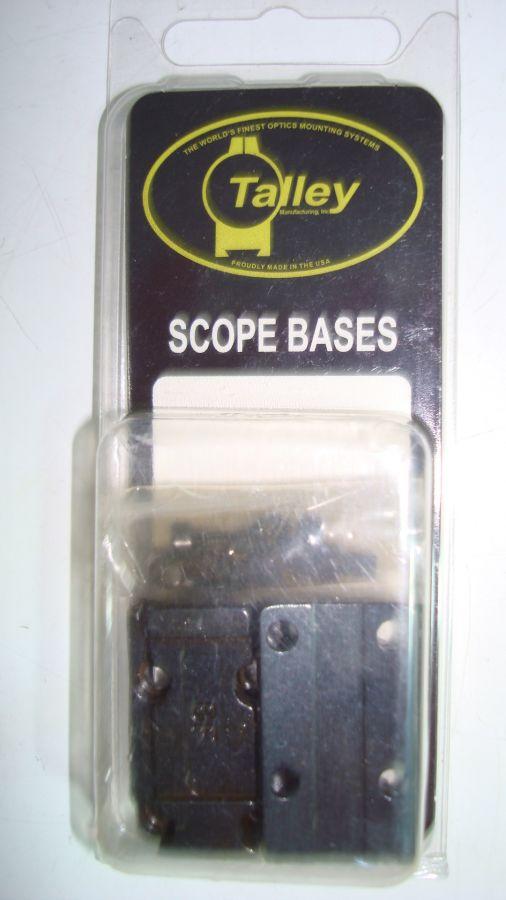 THE WORLD'S FINEST OPTICS MOUNTING SYSTEMS
Talley
Manufacturing, Inc.
PROUDLY MADE IN THE USA
SCOPE BASES